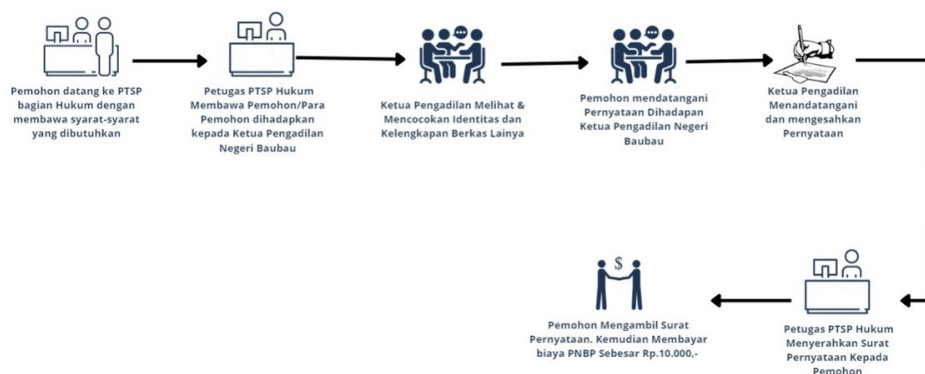 Pemohon datang ke PTSP
bagian Hukum dengan
membawa syarat-syarat
yang dibutuhkan
Petugas PTSP Hukum
Membawa Pemohon/Para
Pemohon dihadapkan
kepada Ketua Pengadilan
Negeri Baubau
Ketua Pengadilan Melihat &
Mencocokan Identitas dan
Kelengkapan Berkas Lainya
Pemohon mendatangani
Pernyataan Dihadapan
Ketua Pengadilan Negeri
Baubau
Ketua Pengadilan
Menandatangani
dan mengesahkan
Pernyataan
$
Pemohon Mengambil Surat
Pernyataan. Kemudian Membayar
biaya PNBP Sebesar Rp.10.000,-
Petugas PTSP Hukum
Menyerahkan Surat
Pernyataan Kepada
Pemohon